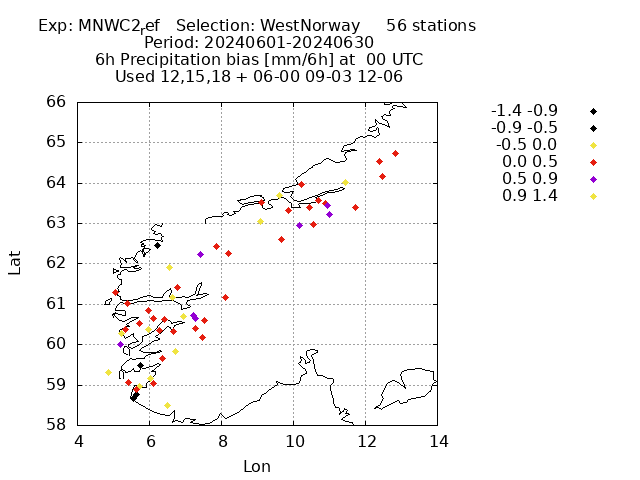 Exp: MNWC2ref Selection: WestNorway 56 stations
Period: 20240601-20240630
6h Precipitation bias [mm/6h] at 00 UTC
Used 12,15,18 + 06-00 09-03 12-06
-1.4 -0.9
-0.9 -0.5
-0.5 0.0
0.0 0.5
0.5 0.9
0.9 1.4
66
65
64
63
62
61
60
59
58
Lat
4 6 8 10 12 14
Lon